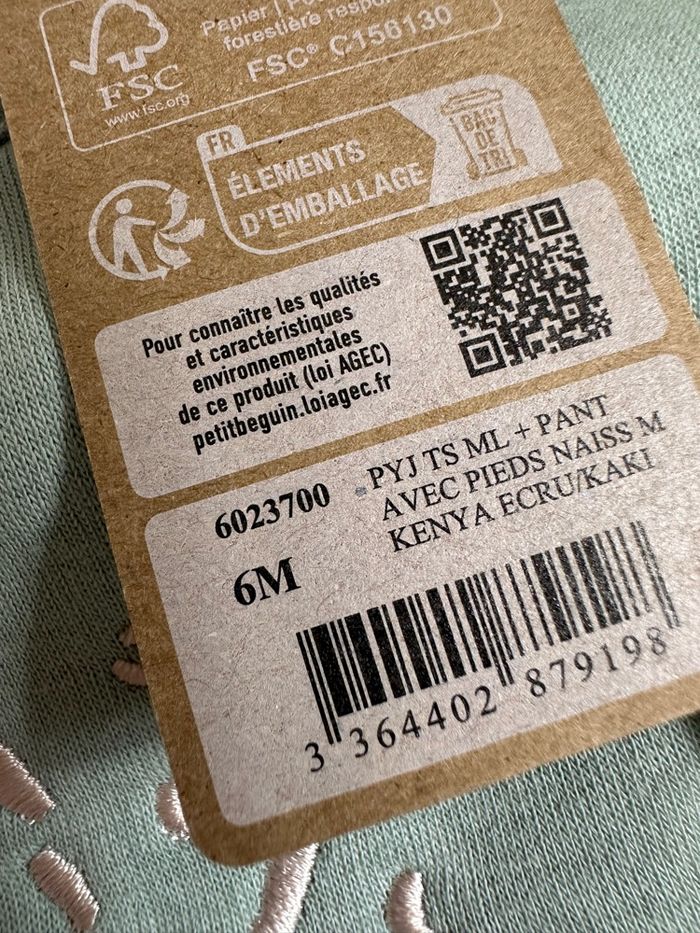 Papier |
forestière
FSC® C156130
FSC
www.fsc.org
FR
ÉLEMENTS
D'EMBALLAGE
BAC
DE
TRI
Pour connaître les qualités
et caractéristiques
environnementales
de ce produit (loi AGEC)
petitbeguin.loiagec.fr
6023700
PYJ TS ML + PANT
AVEC PIEDS NAISS M
KENYA ECRU/KAKI
6M
3 364402 879198